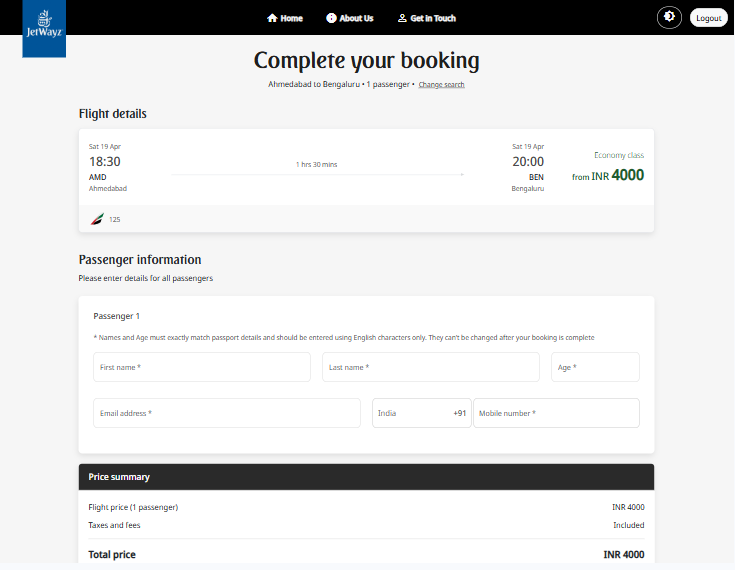 JetWayz
Home
About Us
Get in Touch
Logout
Complete your booking
Ahmedabad to Bengaluru • 1 passenger • Change search
Flight details
Sat 19 Apr
18:30
AMD
Ahmedabad
1 hrs 30 mins
Sat 19 Apr
20:00
BEN
Bengaluru
Economy class
from INR 4000
125
Passenger information
Please enter details for all passengers
Passenger 1
* Names and Age must exactly match passport details and should be entered using English characters only. They can't be changed after your booking is complete
First name *
Last name *
Age *
Email address *
India +91
Mobile number *
Price summary
Flight price (1 passenger) INR 4000
Taxes and fees Included
Total price INR 4000